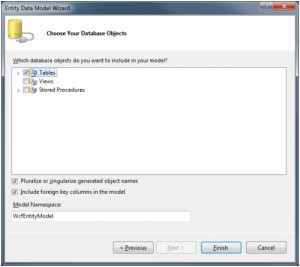 Entity Data Model Wizard
Choose Your Database Objects
Which database objects do you want to include in your model?
Tables
Views
Stored Procedures
Pluralize or singularize generated object names
Include foreign key columns in the model
Model Namespace:
WcfEntityModel
< Previous
Next >
Finish
Cancel